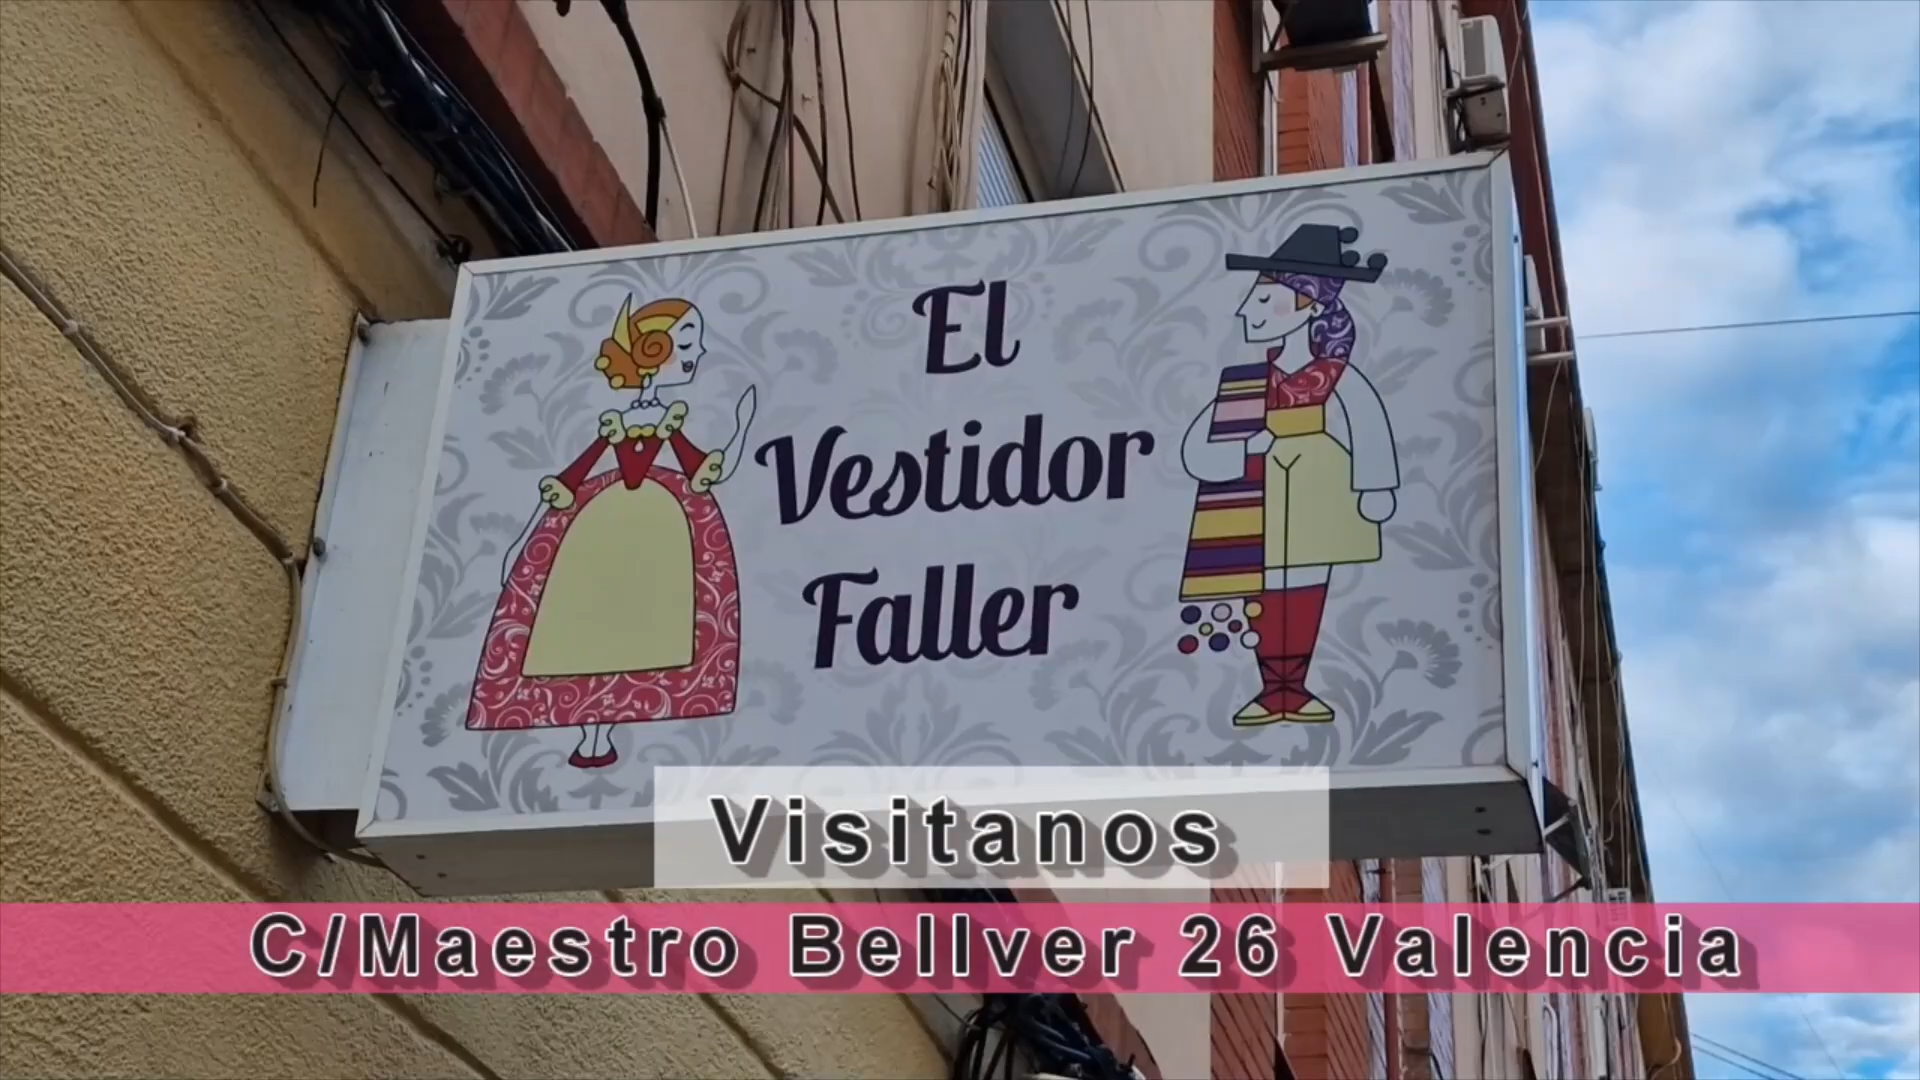 El
Vestidor
Faller
Visitanos
C/Maestro Bellver 26 Valencia